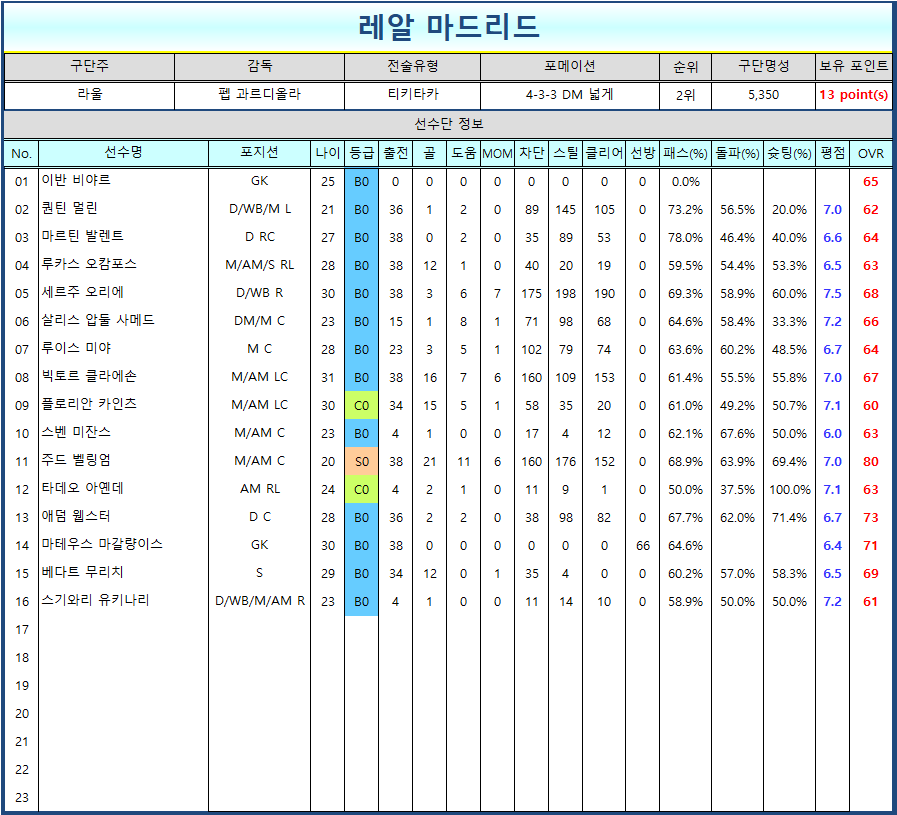 레알 마드리드
구단주 감독 전술유형 포메이션 순위 구단명성 보유 포인트
라울 펩 과르디올라 티키타카 4-3-3 DM 넓게 2위 5,350 13 point(s)
선수단 정보
No. 선수명 포지션 나이 등급 출전 골 도움 MOM 차단 스틸 클리어 선방 패스(%) 돌파(%) 슛팅(%) 평점 OVR
01 이반 비야르 GK 25 B0 0 0 0 0 0 0 0 0 0.0% 65
02 퀀틴 멀린 D/WB/M L 21 B0 36 1 2 0 89 145 105 0 73.2% 56.5% 20.0% 7.0 62
03 마르틴 발렌트 D RC 27 B0 38 0 2 0 35 89 53 0 78.0% 46.4% 40.0% 6.6 64
04 루카스 오캄포스 M/AM/S RL 28 B0 38 12 1 0 40 20 19 0 59.5% 54.4% 53.3% 6.5 63
05 세르주 오리에 D/WB R 30 B0 38 3 6 7 175 198 190 0 69.3% 58.9% 60.0% 7.5 68
06 살리스 압둘 사메드 DM/M C 23 B0 15 1 8 1 71 98 68 0 64.6% 58.4% 33.3% 7.2 66
07 루이스 미야 M C 28 B0 23 3 5 1 102 79 74 0 63.6% 60.2% 48.5% 6.7 64
08 빅토르 클라에손 M/AM LC 31 B0 38 16 7 6 160 109 153 0 61.4% 55.5% 55.8% 7.0 67
09 플로리안 카인츠 M/AM LC 30 C0 34 15 5 1 58 35 20 0 61.0% 49.2% 50.7% 7.1 60
10 스벤 미잔스 M/AM C 23 B0 4 1 0 0 17 4 12 0 62.1% 67.6% 50.0% 6.0 63
11 주드 벨링엄 M/AM C 20 S0 38 21 11 6 160 176 152 0 68.9% 63.9% 69.4% 7.0 80
12 타데오 아옌데 AM RL 24 C0 4 2 1 0 11 9 1 0 50.0% 37.5% 100.0% 7.1 63
13 애덤 웹스터 D C 28 B0 36 2 2 0 38 98 82 0 67.7% 62.0% 71.4% 6.7 73
14 마테우스 마갈량이스 GK 30 B0 38 0 0 0 0 0 0 66 64.6% 6.4 71
15 베다트 무리치 S 29 B0 34 12 0 1 35 4 0 0 60.2% 57.0% 58.3% 6.5 69
16 스기와리 유키나리 D/WB/M/AM R 23 B0 4 1 0 0 11 14 10 0 58.9% 50.0% 50.0% 7.2 61
17
18
19
20
21
22
23